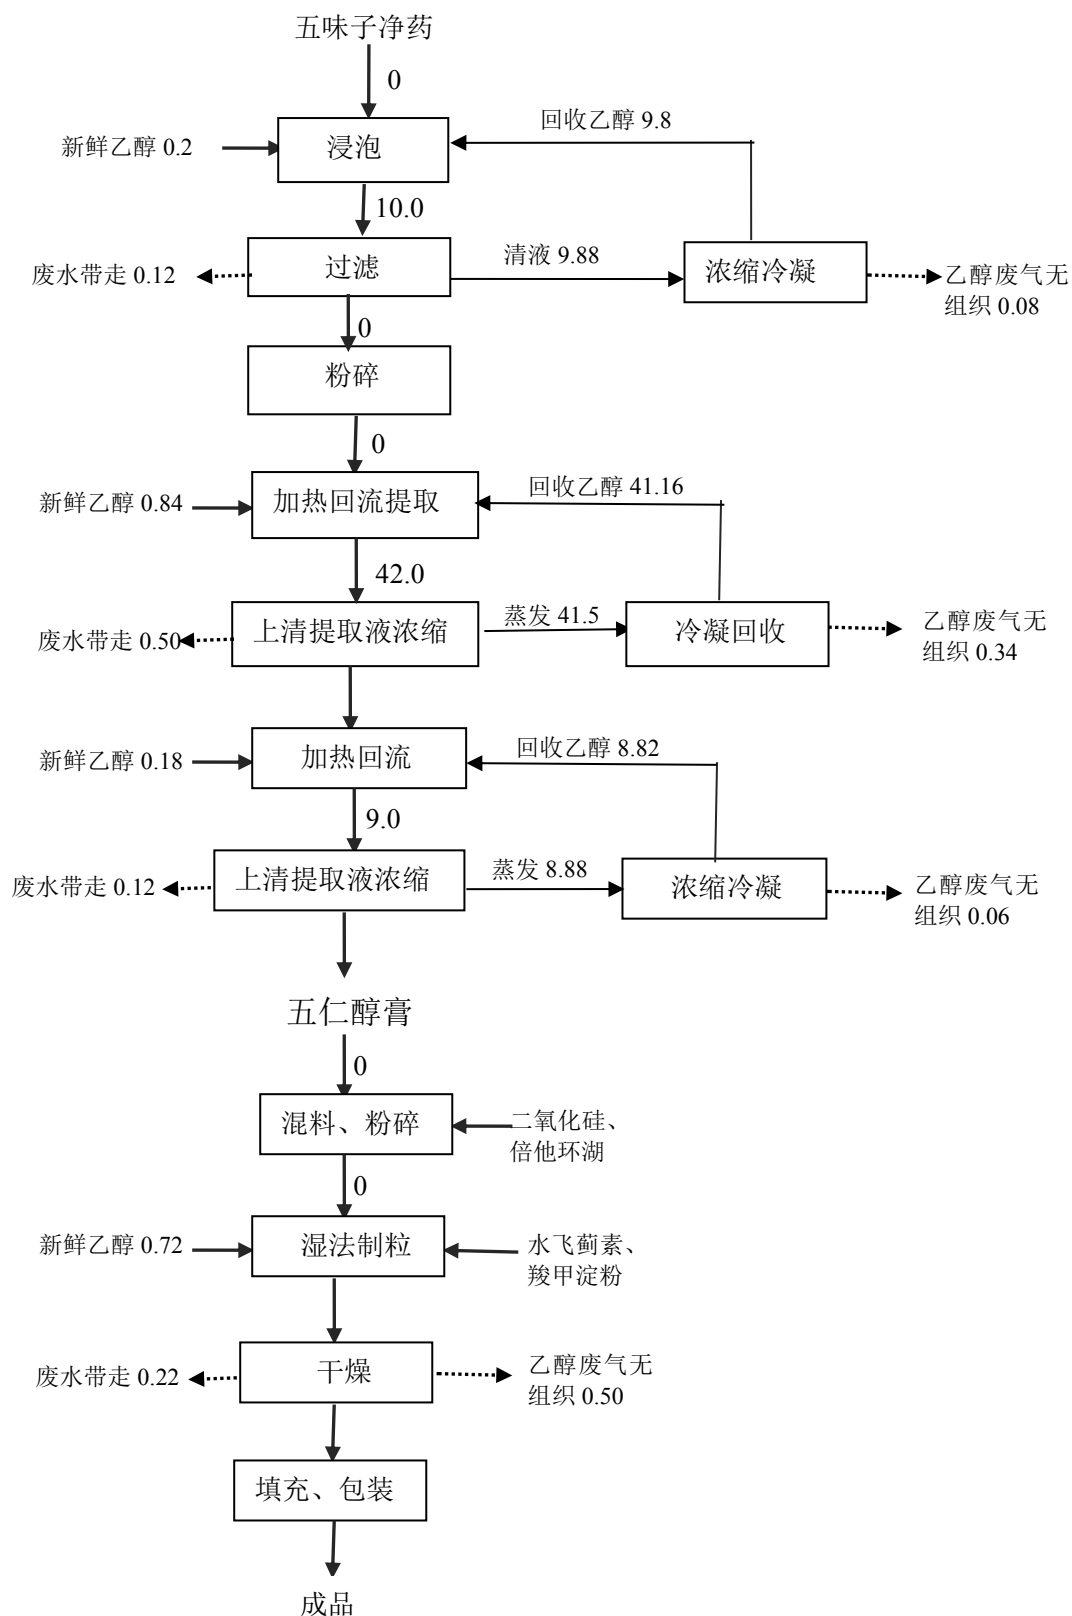 五味子净药
0
回收乙醇 9.8
新鲜乙醇 0.2
浸泡
10.0
废水带走 0.12
过滤
清液 9.88
浓缩冷凝
乙醇废气无
组织 0.08
0
粉碎
0
新鲜乙醇 0.84
加热回流提取
回收乙醇 41.16
42.0
废水带走 0.50
上清提取液浓缩
蒸发 41.5
冷凝回收
乙醇废气无
组织 0.34
新鲜乙醇 0.18
加热回流
回收乙醇 8.82
9.0
废水带走 0.12
上清提取液浓缩
蒸发 8.88
浓缩冷凝
乙醇废气无
组织 0.06
五仁醇膏
0
混料、粉碎
二氧化硅、
倍他环湖
0
新鲜乙醇 0.72
湿法制粒
水飞蓟素、
羧甲淀粉
废水带走 0.22
干燥
乙醇废气无
组织 0.50
填充、包装
成品